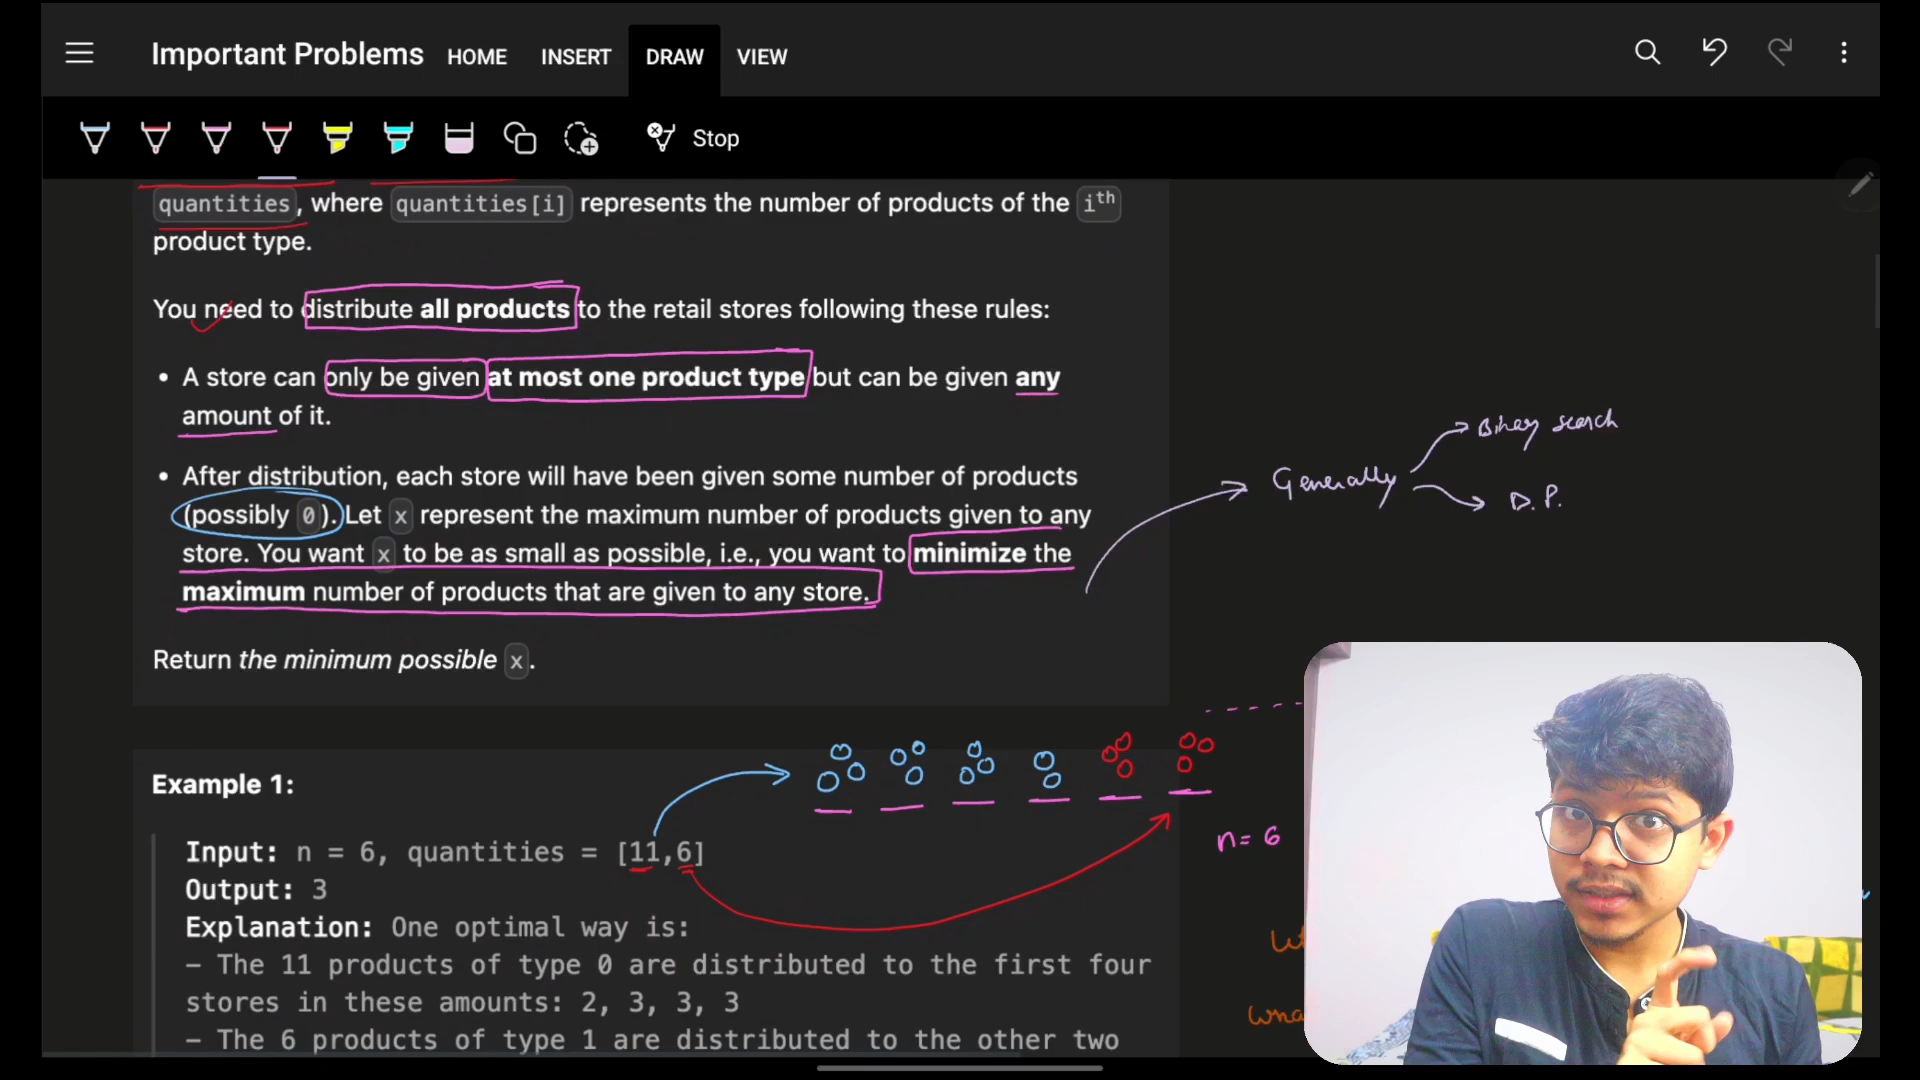 Important Problems HOME INSERT DRAW VIEW
Stop
quantities, where quantities[i] represents the number of products of the ith
product type.
You need to distribute all products to the retail stores following these rules:
• A store can only be given at most one product type but can be given any
amount of it.
• After distribution, each store will have been given some number of products
(possibly 0). Let x represent the maximum number of products given to any
store. You want x to be as small as possible, i.e., you want to minimize the
maximum number of products that are given to any store.
Return the minimum possible x.
Generally
Binary search
D.P.
Example 1:
Input: n = 6, quantities = [11,6]
Output: 3
Explanation: One optimal way is:
– The 11 products of type 0 are distributed to the first four
stores in these amounts: 2, 3, 3, 3
– The 6 products of type 1 are distributed to the other two
n = 6